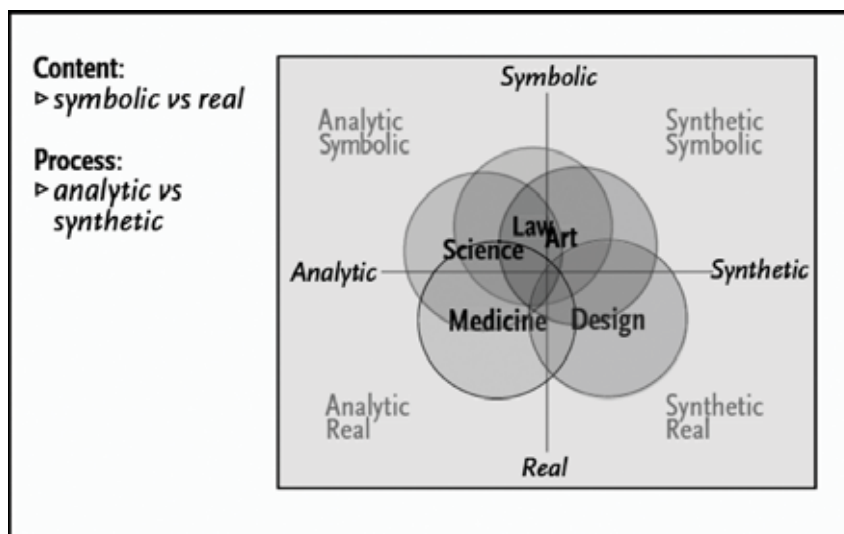 Content:
▹ symbolic vs real
Process:
▹ analytic vs
synthetic
Symbolic
Analytic
Symbolic
Synthetic
Symbolic
Law
Art
Science
Analytic
Synthetic
Medicine
Design
Analytic
Real
Synthetic
Real
Real